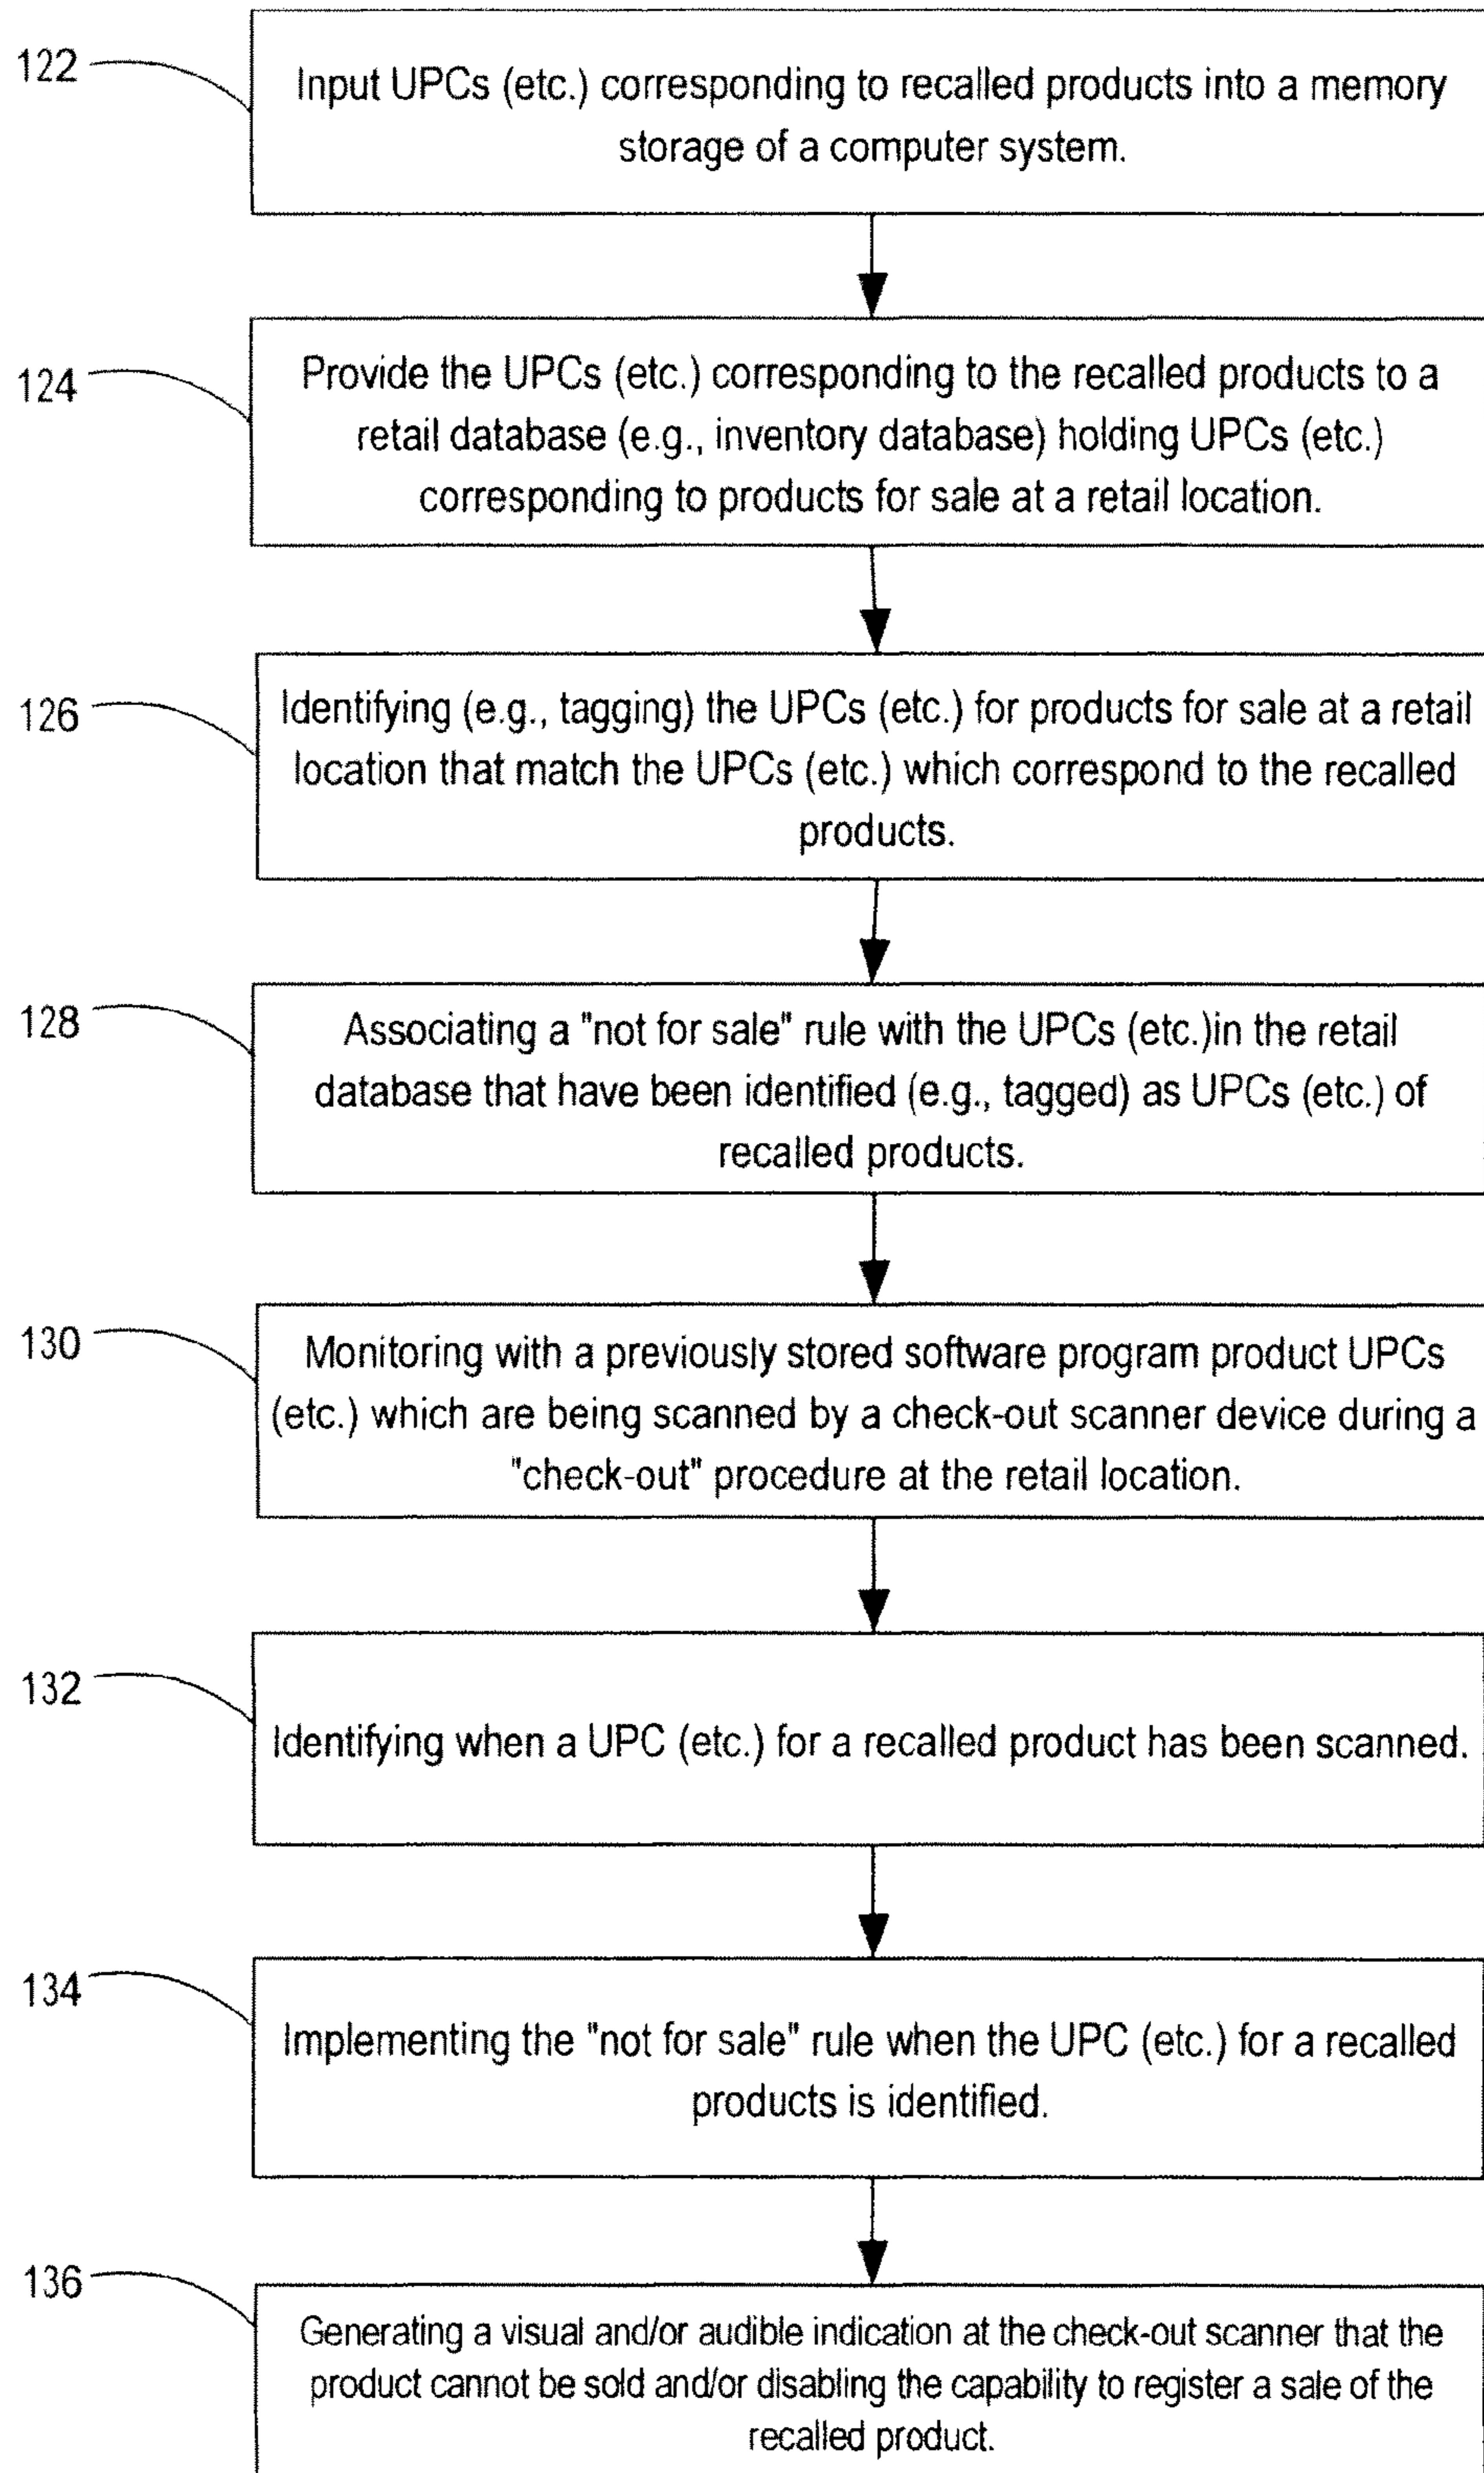 122
Input UPCs (etc.) corresponding to recalled products into a memory
storage of a computer system.
124
Provide the UPCs (etc.) corresponding to the recalled products to a
retail database (e.g., inventory database) holding UPCs (etc.)
corresponding to products for sale at a retail location.
126
Identifying (e.g., tagging) the UPCs (etc.) for products for sale at a retail
location that match the UPCs (etc.) which correspond to the recalled
products.
128
Associating a "not for sale" rule with the UPCs (etc.)in the retail
database that have been identified (e.g., tagged) as UPCs (etc.) of
recalled products.
130
Monitoring with a previously stored software program product UPCs
(etc.) which are being scanned by a check-out scanner device during a
"check-out" procedure at the retail location.
132
Identifying when a UPC (etc.) for a recalled product has been scanned.
134
Implementing the "not for sale" rule when the UPC (etc.) for a recalled
products is identified.
136
Generating a visual and/or audible indication at the check-out scanner that the
product cannot be sold and/or disabling the capability to register a sale of the
recalled product.